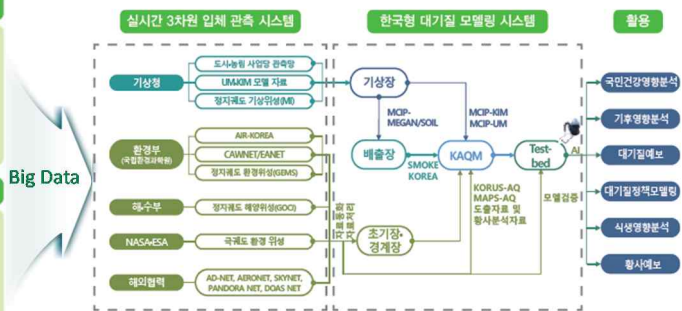 실시간 3차원 입체 관측 시스템
한국형 대기질 모델링 시스템
활용
Big Data
기상청
도시·농림 사업망 관측망
UM·KIM 모델 자료
정지궤도 기상위성(MI)
환경부
(국립환경과학원)
AIR-KOREA
CAWNET/EANET
정지궤도 환경위성(GEMS)
해·수부
정지궤도 해양위성(GOCI)
NASA·ESA
극궤도 환경 위성
해외협력
AD-NET, AERONET, SKYNET,
PANDORA NET, DOAS NET
자료통합
자료처리
기상장
MCIP-
MEGAN/SOIL
MCIP-KIM
MCIP-UM
배출장
SMOKE
KOREA
KAQM
Test-
bed
AI
KORUS-AQ
MAPS-AQ
도출자료 및
황사분석자료
모델검증
초기장·
경계장
국민건강영향분석
기후영향분석
대기질예보
대기질정책모델링
식생영향분석
황사예보